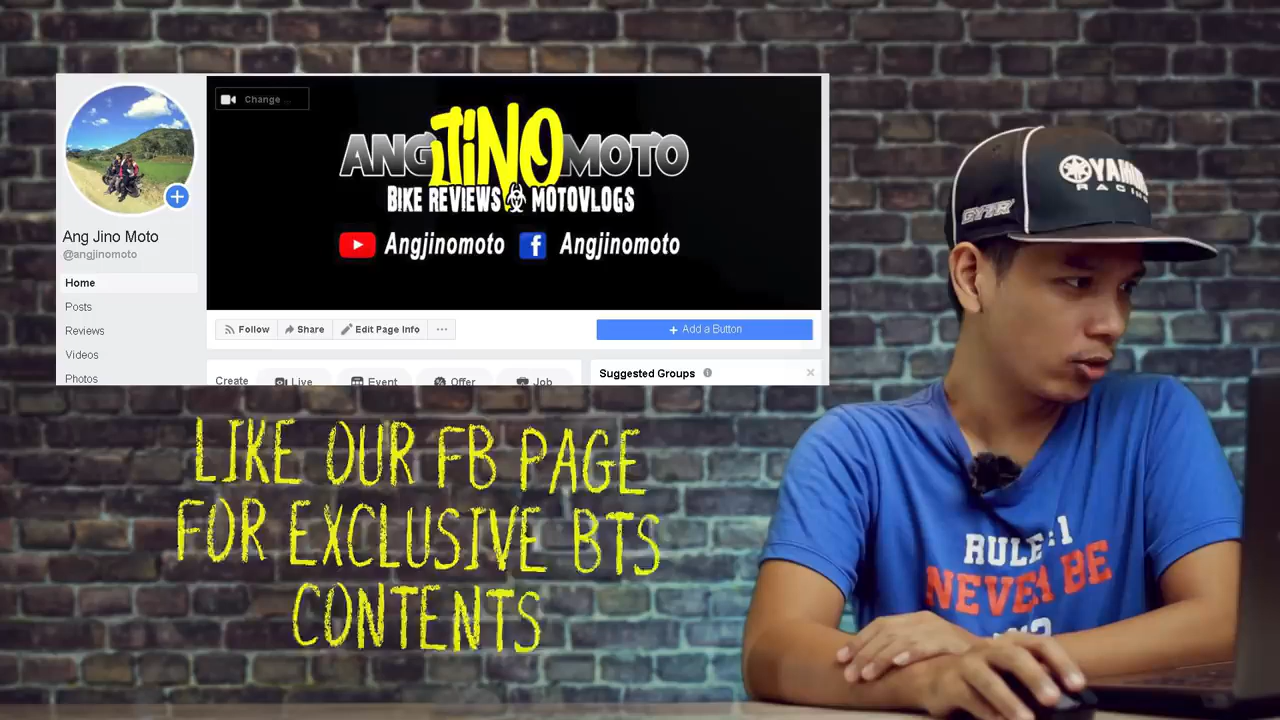 Change ...
ANGJINOMOTO
BIKE REVIEWS MOTOVLOGS
Angjinomoto f Angjinomoto
Ang Jino Moto
@angjinomoto
Home
Posts
Reviews
Videos
Photos
Follow Share Edit Page Info ...
+ Add a Button
Create Live Event Offer Job
Suggested Groups
LIKE OUR FB PAGE
FOR EXCLUSIVE BTS
CONTENTS
RACING
GYTR
RULE #1
NEVER BE